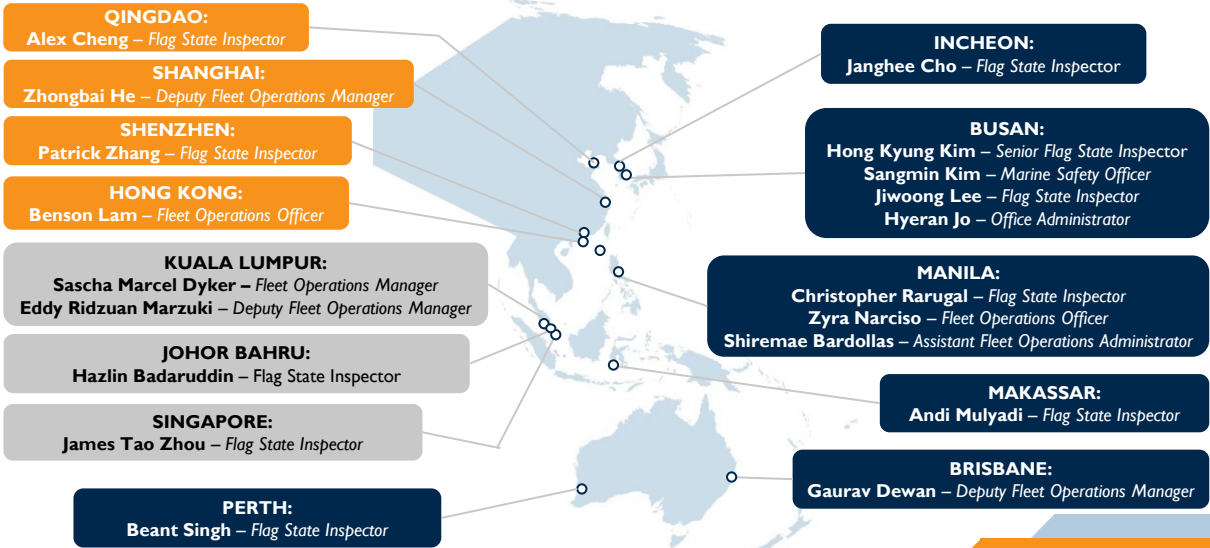 QINGDAO:
Alex Cheng – Flag State Inspector
SHANGHAI:
Zhongbai He – Deputy Fleet Operations Manager
SHENZHEN:
Patrick Zhang – Flag State Inspector
HONG KONG:
Benson Lam – Fleet Operations Officer
KUALA LUMPUR:
Sascha Marcel Dyker – Fleet Operations Manager
Eddy Ridzuan Marzuki – Deputy Fleet Operations Manager
JOHOR BAHRU:
Hazlin Badaruddin – Flag State Inspector
SINGAPORE:
James Tao Zhou – Flag State Inspector
PERTH:
Beant Singh – Flag State Inspector
INCHEON:
Janghee Cho – Flag State Inspector
BUSAN:
Hong Kyung Kim – Senior Flag State Inspector
Sangmin Kim – Marine Safety Officer
Jiwoong Lee – Flag State Inspector
Hyeran Jo – Office Administrator
MANILA:
Christopher Rarugal – Flag State Inspector
Zyra Narciso – Fleet Operations Officer
Shiremae Bardollas – Assistant Fleet Operations Administrator
MAKASSAR:
Andi Mulyadi – Flag State Inspector
BRISBANE:
Gaurav Dewan – Deputy Fleet Operations Manager